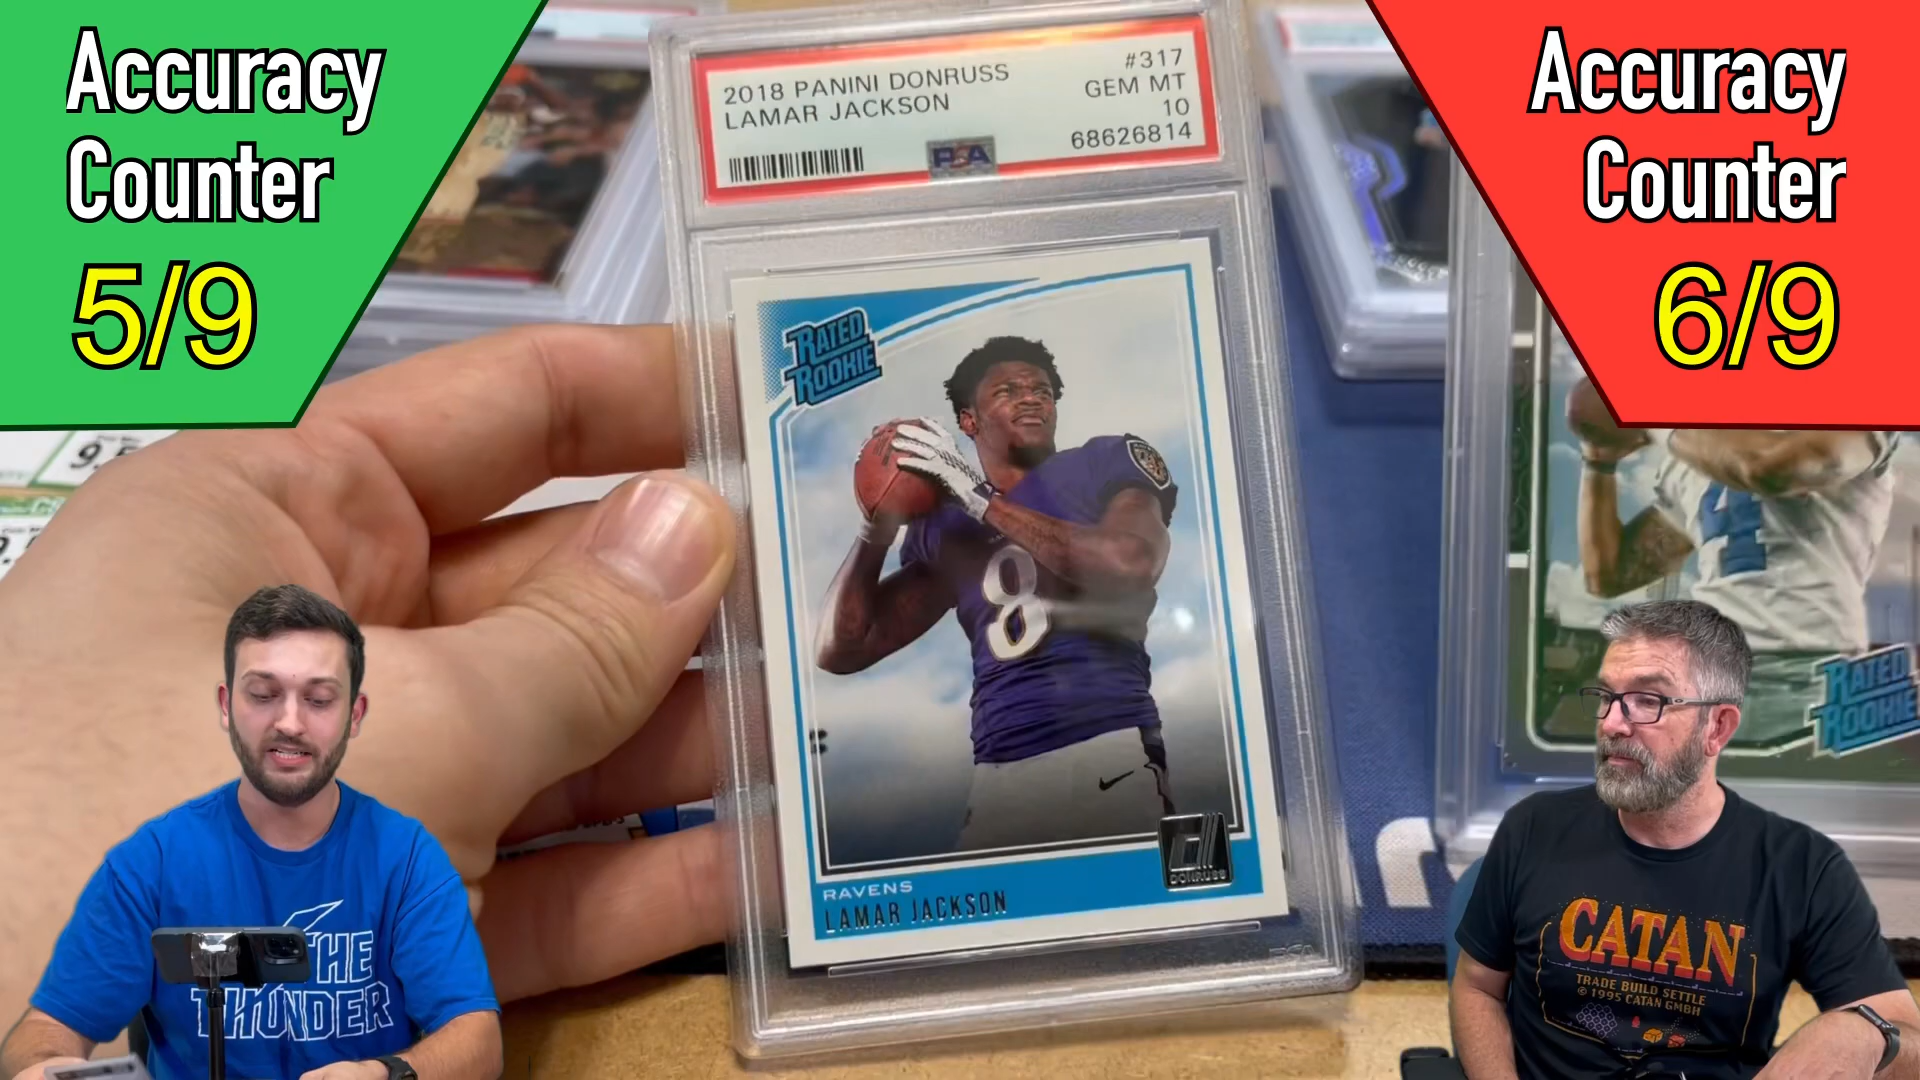 Accuracy
Counter
5/9
Accuracy
Counter
6/9
2018 PANINI DONRUSS
LAMAR JACKSON
#317
GEM MT
10
68626814
PSA
RATED
ROOKIE
8
RAVENS
LAMAR JACKSON
DONRUSS
RATED
ROOKIE
THE
THUNDER
CATAN
TRADE BUILD SETTLE
© 1995 CATAN GMBH